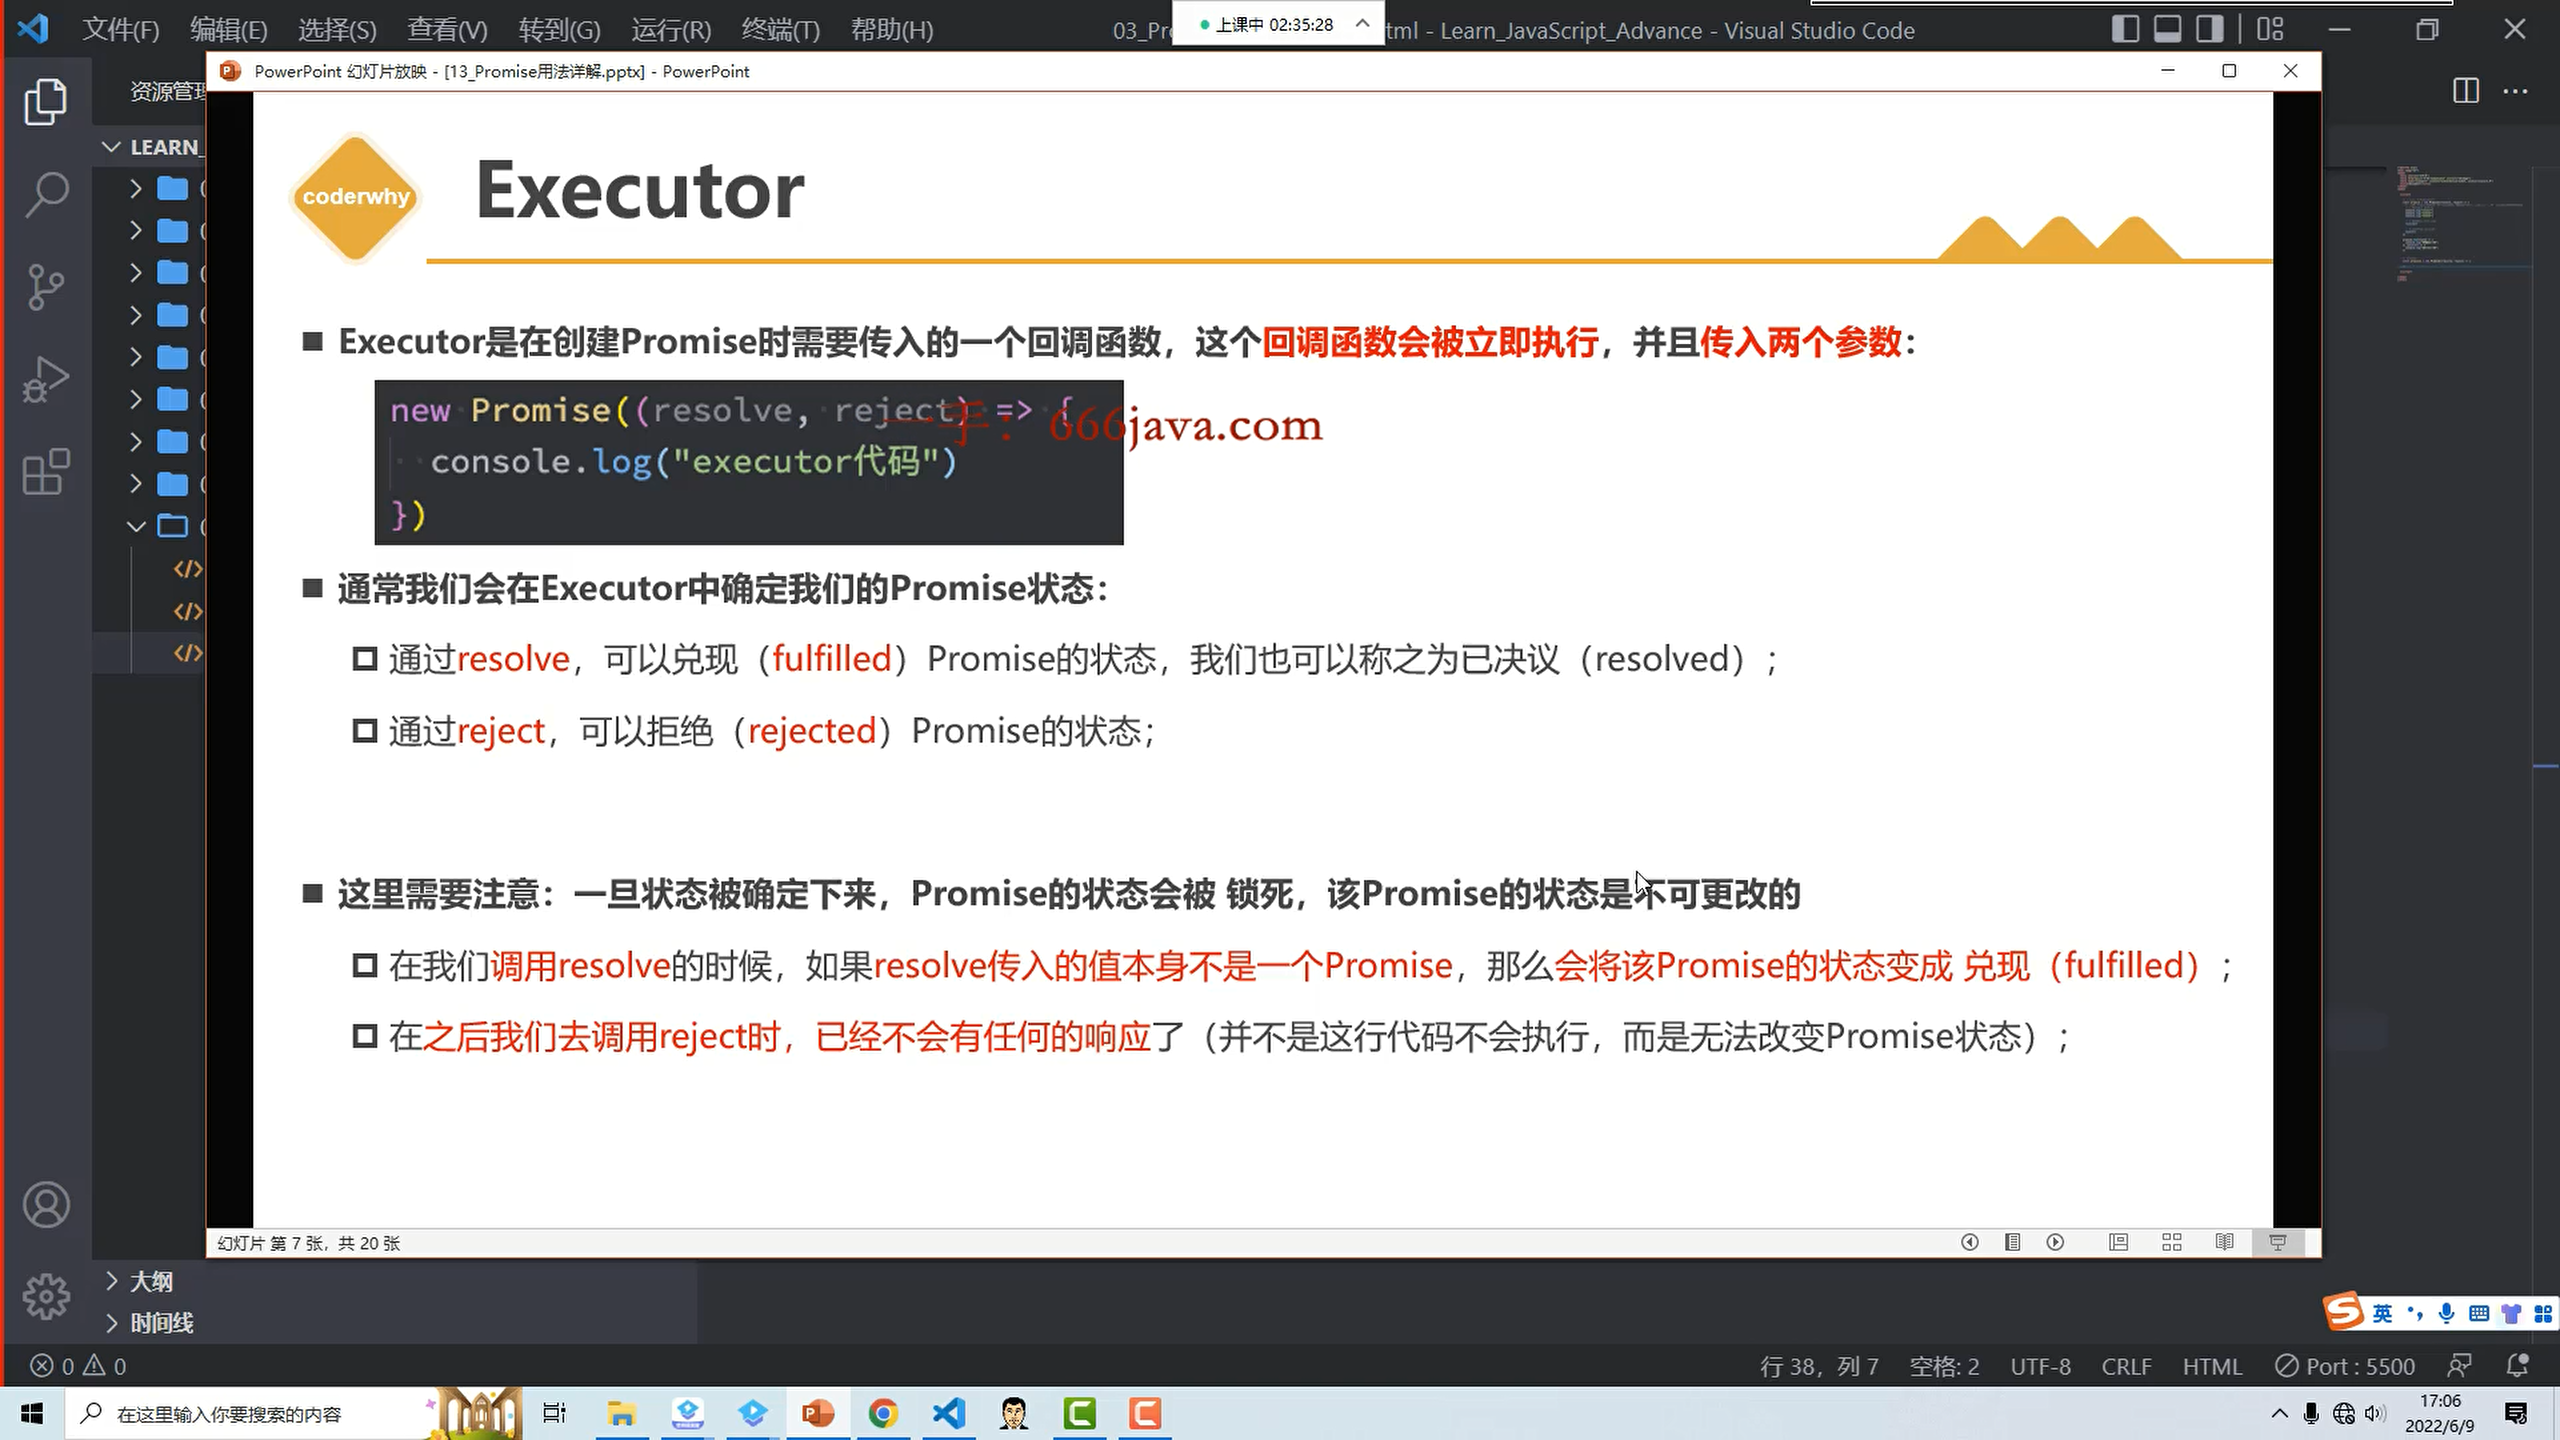 文件(F) 编辑(E) 选择(S) 查看(V) 转到(G) 运行(R) 终端(T) 帮助(H)
上课中 02:35:28
tml - Learn_JavaScript_Advance - Visual Studio Code
PowerPoint 幻灯片放映 - [13_Promise用法详解.pptx] - PowerPoint
LEARN_
coderwhy
Executor
Executor是在创建Promise时需要传入的一个回调函数，这个回调函数会被立即执行，并且传入两个参数：
new Promise((resolve, reject) => {
一手：666java.com
console.log("executor代码")
})
通常我们会在Executor中确定我们的Promise状态：
通过resolve，可以兑现（fulfilled）Promise的状态，我们也可以称之为已决议（resolved）；
通过reject，可以拒绝（rejected）Promise的状态；
这里需要注意：一旦状态被确定下来，Promise的状态会被 锁死，该Promise的状态是不可更改的
在我们调用resolve的时候，如果resolve传入的值本身不是一个Promise，那么会将该Promise的状态变成 兑现（fulfilled）；
在之后我们去调用reject时，已经不会有任何的响应了（并不是这行代码不会执行，而是无法改变Promise状态）；
幻灯片 第 7 张，共 20 张
大纲
时间线
英
0 0 行 38，列 7 空格: 2 UTF-8 CRLF HTML Port : 5500
在这里输入你要搜索的内容
17:06
2022/6/9